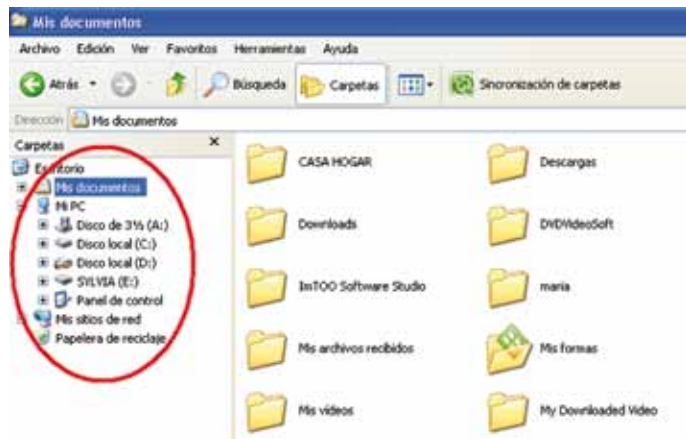 Mis documentos
Archivo Edición Ver Favoritos Herramientas Ayuda
Atrás Búsqueda Carpetas Sincronización de carpetas
Dirección Mis documentos
Carpetas x
Escritorio
Mis documentos
Mi PC
Disco de 3½ (A:)
Disco local (C:)
Disco local (D:)
SYLVIA (E:)
Panel de control
Mis sitios de red
Papelera de reciclaje
CASA HOGAR Descargas
Downloads DVDVideoSoft
ImTOO Software Studio maria
Mis archivos recibidos Mis formas
Mis vídeos My Downloaded Video